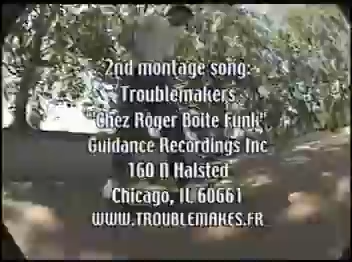 2nd montage song:
Troublemakers
"Chez Roger Boite Funk"
Guidance Recordings Inc
160 N Halsted
Chicago, IL 60661
WWW.TROUBLEMAKES.FR